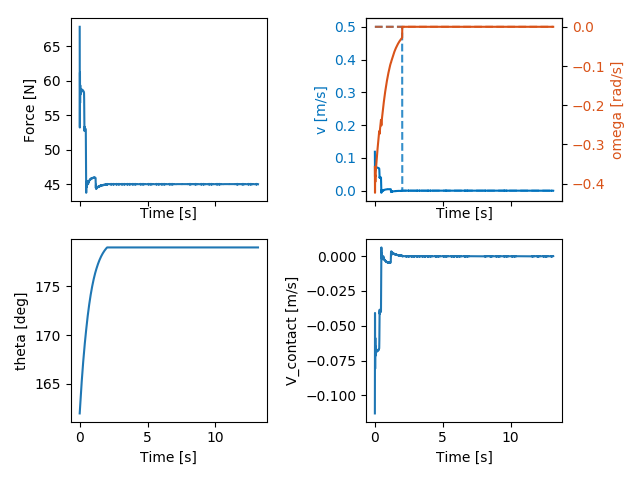 65
60
55
50
45
Force [N]
Time [s]
0.5
0.4
0.3
0.2
0.1
0.0
v [m/s]
0.0
−0.1
−0.2
−0.3
−0.4
omega [rad/s]
Time [s]
175
170
165
theta [deg]
0 5 10
Time [s]
0.000
−0.025
−0.050
−0.075
−0.100
V_contact [m/s]
0 5 10
Time [s]